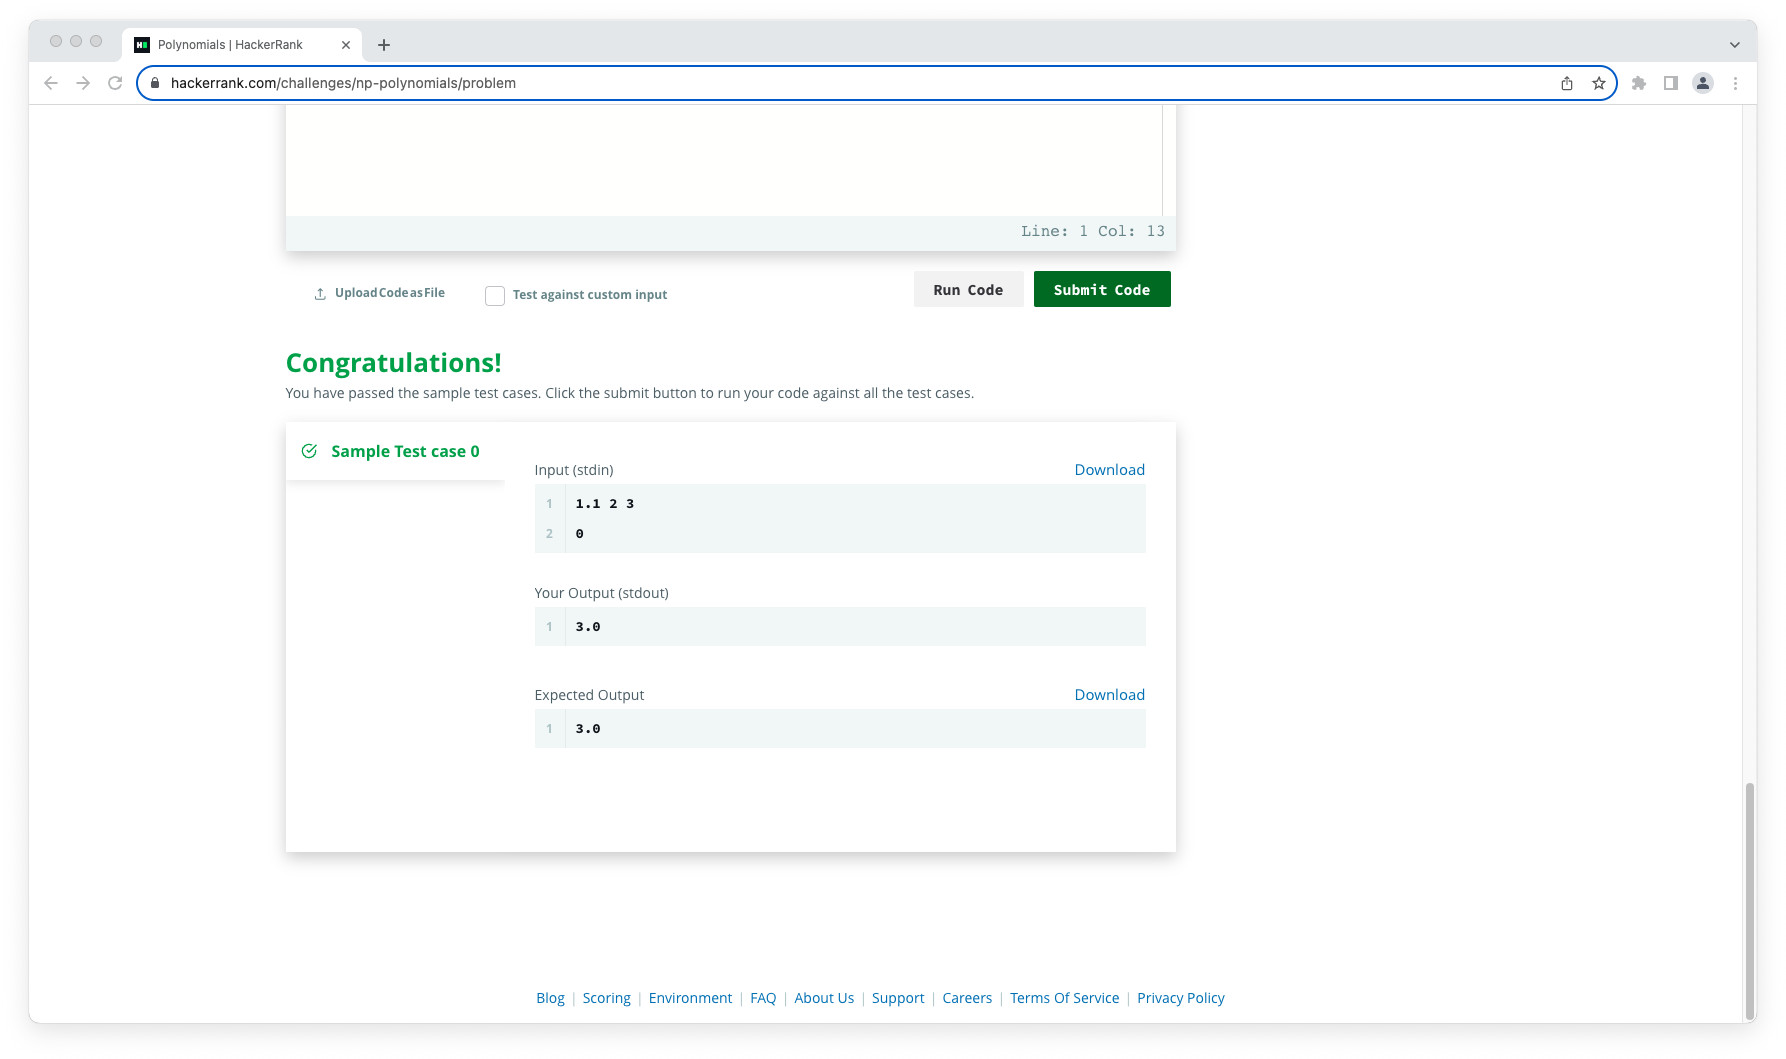 Polynomials | HackerRank
hackerrank.com/challenges/np-polynomials/problem
Line: 1 Col: 13
Upload Code as File
Test against custom input
Run Code
Submit Code
Congratulations!
You have passed the sample test cases. Click the submit button to run your code against all the test cases.
Sample Test case 0
Input (stdin)
Download
1 1.1 2 3
2 0
Your Output (stdout)
1 3.0
Expected Output
Download
1 3.0
Blog | Scoring | Environment | FAQ | About Us | Support | Careers | Terms Of Service | Privacy Policy